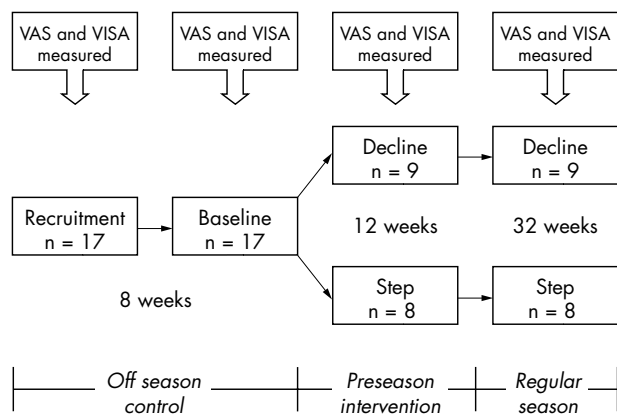 VAS and VISA
measured
VAS and VISA
measured
VAS and VISA
measured
VAS and VISA
measured
Decline
n = 9
Decline
n = 9
Recruitment
n = 17
Baseline
n = 17
12 weeks
32 weeks
8 weeks
Step
n = 8
Step
n = 8
Off season
control
Preseason
intervention
Regular
season